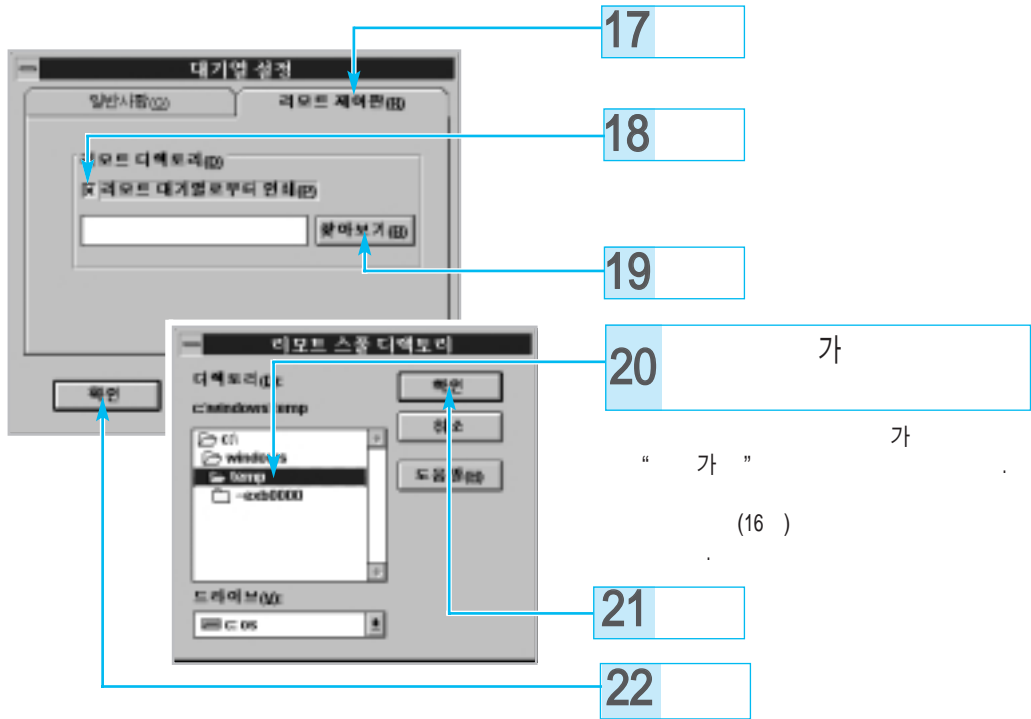 17
대기열 설정
일반사항(G)
리모트 제어판(R)
18
리모트 디렉토리(D)
리모트 대기열로부터 인쇄(P)
찾아보기(B)
19
리모트 스풀 디렉토리
20 가
디렉토리(D):
확인
확인
c:\windows\temp
취소
c:\
windows
temp
도움말(H)
~exb0000
가
“ 가 ” .
(16 )
.
드라이브(V):
c: os
21
22